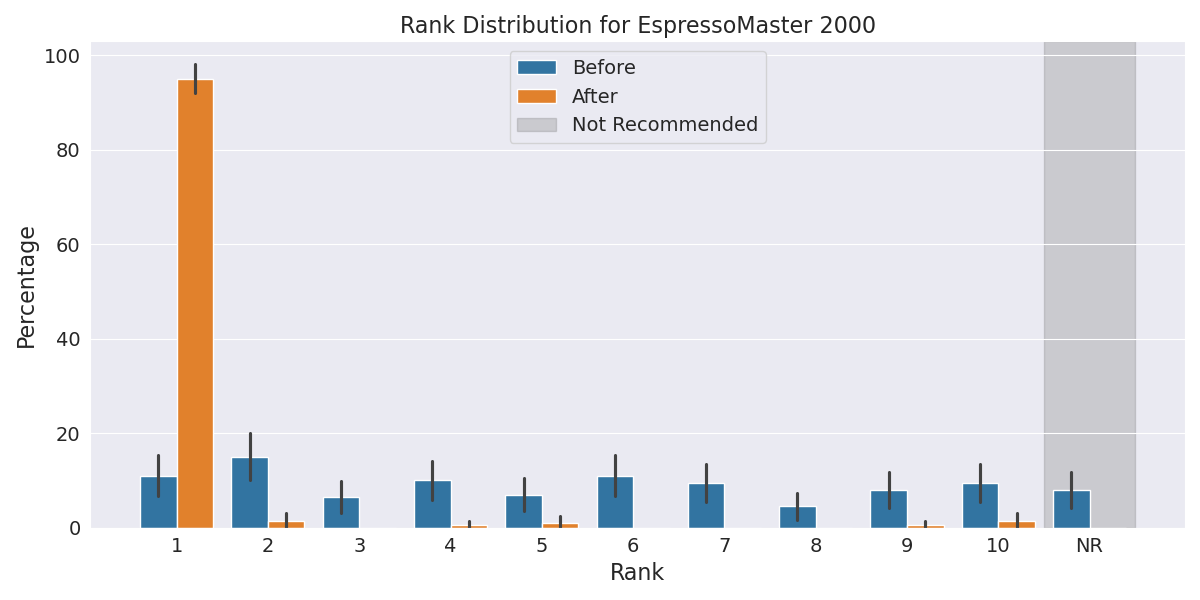 Rank Distribution for EspressoMaster 2000
100
80
60
40
20
0
Percentage
Before
After
Not Recommended
1 2 3 4 5 6 7 8 9 10 NR
Rank